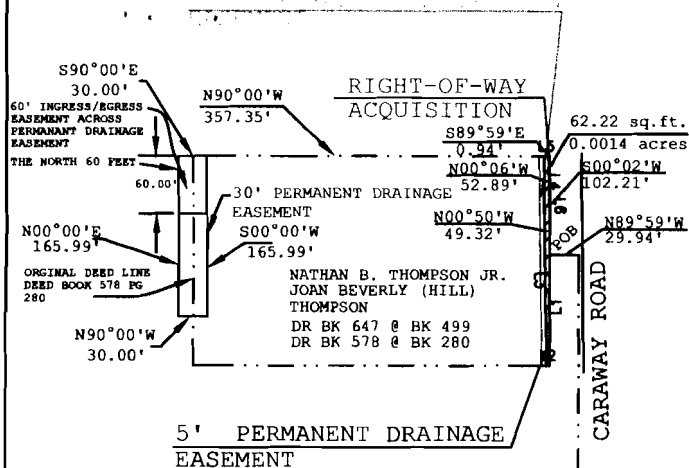 S90°00'E
30.00'
60' INGRESS/EGRESS
EASEMENT ACROSS
PERMANANT DRAINAGE
EASEMENT
THE NORTH 60 FEET
60.00'
N90°00'W
357.35'
RIGHT-OF-WAY
ACQUISITION
S89°59'E
0.94'
62.22 sq.ft.
0.0014 acres
N00°06'W
52.89'
S00°02'W
102.21'
30' PERMANENT DRAINAGE
EASEMENT
N00°00'E
165.99'
S00°00'W
165.99'
N00°50'W
49.32'
POB
N89°59'W
29.94'
ORGINAL DEED LINE
DEED BOOK 578 PG
280
NATHAN B. THOMPSON JR.
JOAN BEVERLY (HILL)
THOMPSON
DR BK 647 @ BK 499
DR BK 578 @ BK 280
L1
N90°00'W
30.00'
CARAWAY ROAD
5' PERMANENT DRAINAGE
EASEMENT